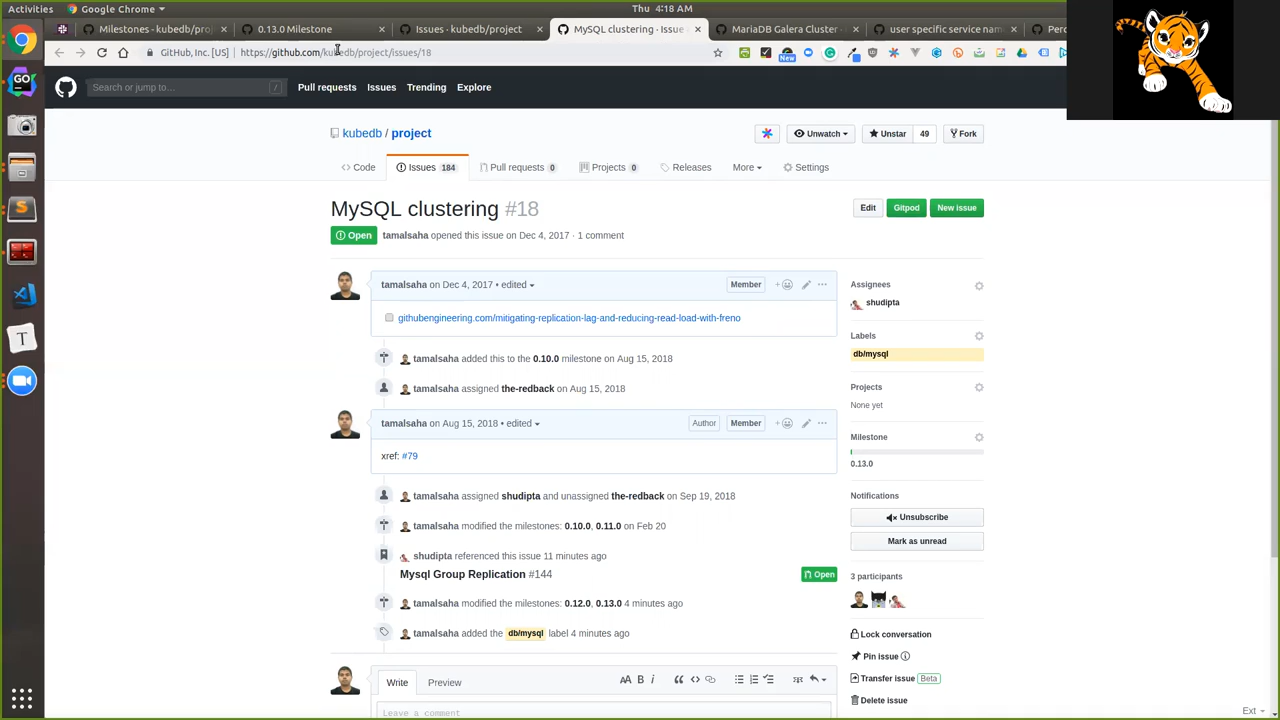 Activities Google Chrome Thu 4:18 AM
Milestones - kubedb/pro 0.13.0 Milestone Issues · kubedb/project MySQL clustering · Issue MariaDB Galera Cluster - user specific service nam Perc
GitHub, Inc. [US] https://github.com/kubedb/project/issues/18
Search or jump to... / Pull requests Issues Trending Explore
kubedb / project Unwatch Unstar 49 Fork
Code Issues 184 Pull requests 0 Projects 0 Releases More Settings
MySQL clustering #18 Edit Gitpod New issue
Open tamalsaha opened this issue on Dec 4, 2017 · 1 comment
tamalsaha on Dec 4, 2017 • edited Member
githubengineering.com/mitigating-replication-lag-and-reducing-read-load-with-freno
tamalsaha added this to the 0.10.0 milestone on Aug 15, 2018
tamalsaha assigned the-redback on Aug 15, 2018
tamalsaha on Aug 15, 2018 • edited Author Member
xref: #79
tamalsaha assigned shudipta and unassigned the-redback on Sep 19, 2018
tamalsaha modified the milestones: 0.10.0, 0.11.0 on Feb 20
shudipta referenced this issue 11 minutes ago
Mysql Group Replication #144 Open
tamalsaha modified the milestones: 0.12.0, 0.13.0 4 minutes ago
tamalsaha added the db/mysql label 4 minutes ago
Write Preview
Leave a comment
Assignees
shudipta
Labels
db/mysql
Projects
None yet
Milestone
0.13.0
Notifications
Unsubscribe
Mark as unread
3 participants
Lock conversation
Pin issue
Transfer issue Beta
Delete issue
Ext
GO
New